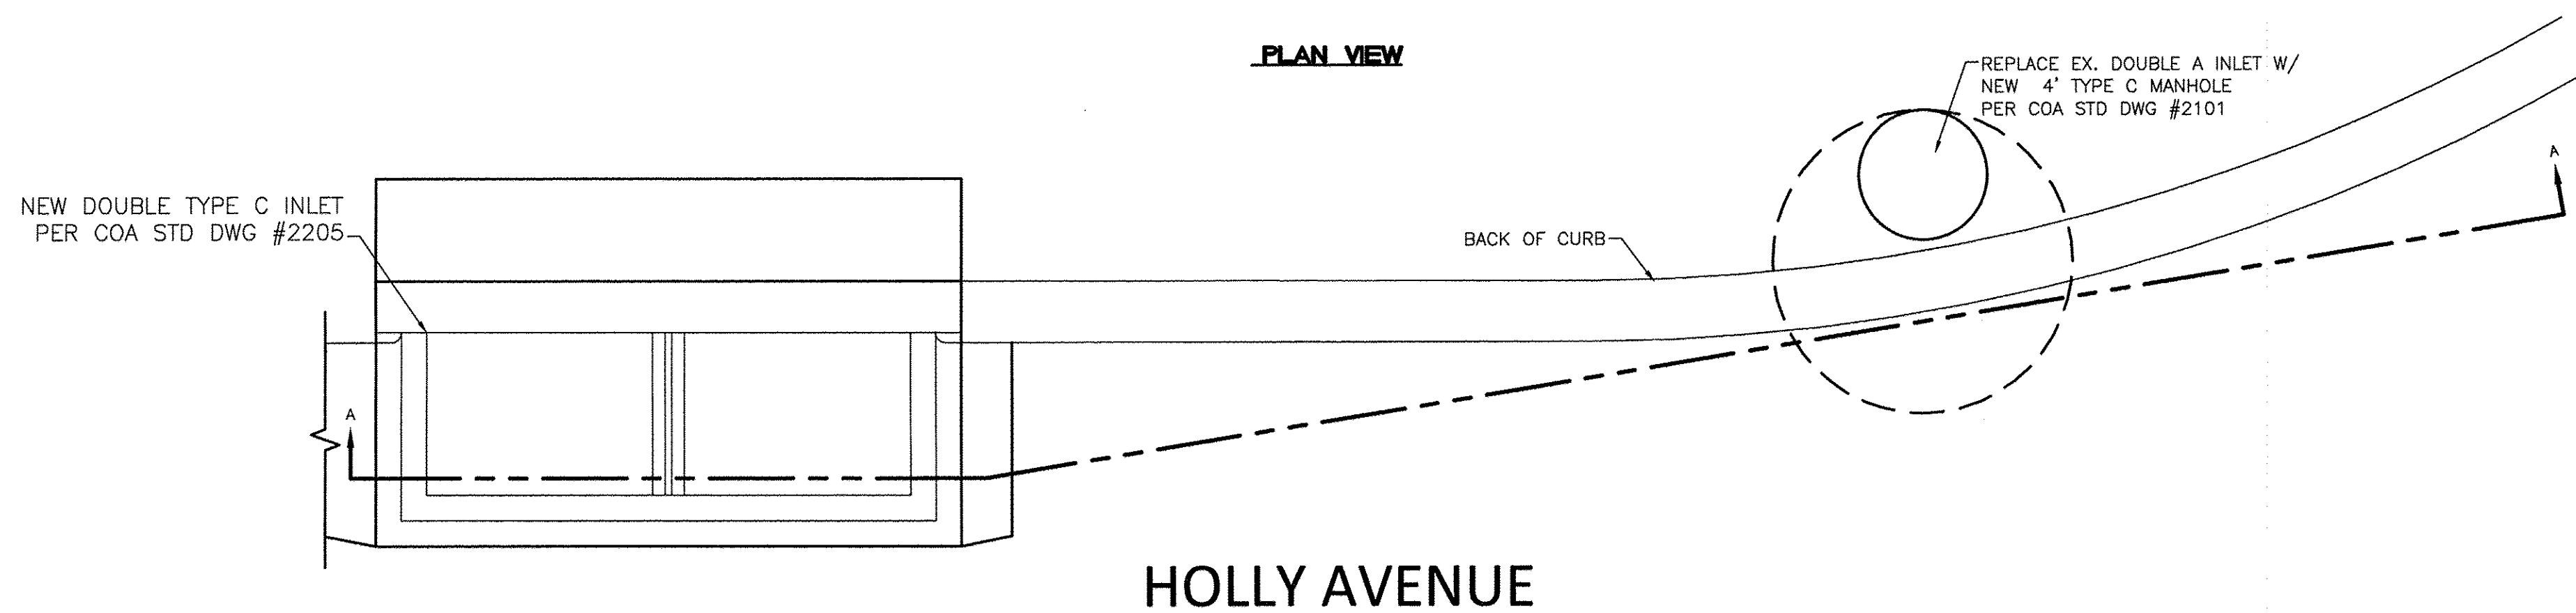 PLAN VIEW
REPLACE EX. DOUBLE A INLET W/
NEW 4' TYPE C MANHOLE
PER COA STD DWG #2101
A
NEW DOUBLE TYPE C INLET
PER COA STD DWG #2205
BACK OF CURB
A
HOLLY AVENUE